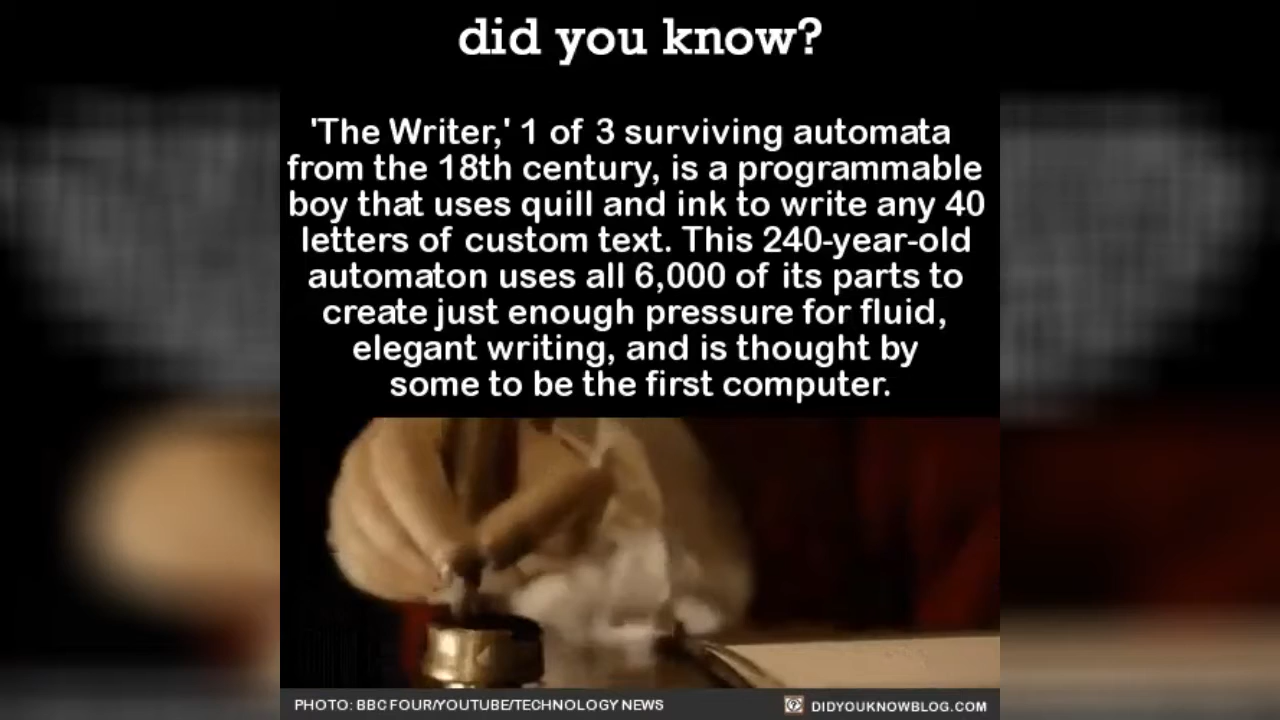 did you know?
'The Writer,' 1 of 3 surviving automata
from the 18th century, is a programmable
boy that uses quill and ink to write any 40
letters of custom text. This 240-year-old
automaton uses all 6,000 of its parts to
create just enough pressure for fluid,
elegant writing, and is thought by
some to be the first computer.
PHOTO: BBC FOUR/YOUTUBE/TECHNOLOGY NEWS
DIDYOUKNOWBLOG.COM